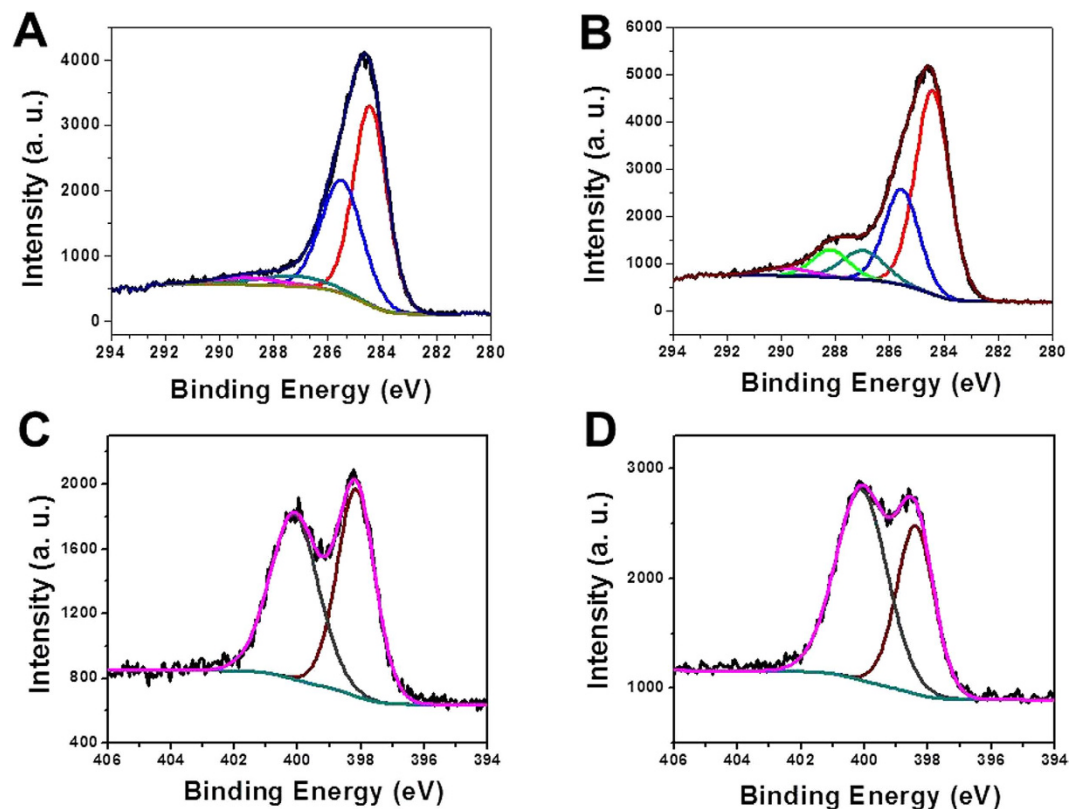 A
Intensity (a. u.)
4000
3000
2000
1000
0
294 292 290 288 286 284 282 280
Binding Energy (eV)
B
Intensity (a. u.)
6000
5000
4000
3000
2000
1000
0
294 292 290 288 286 284 282 280
Binding Energy (eV)
C
Intensity (a. u.)
2000
1600
1200
800
400
406 404 402 400 398 396 394
Binding Energy (eV)
D
Intensity (a. u.)
3000
2000
1000
406 404 402 400 398 396 394
Binding Energy (eV)